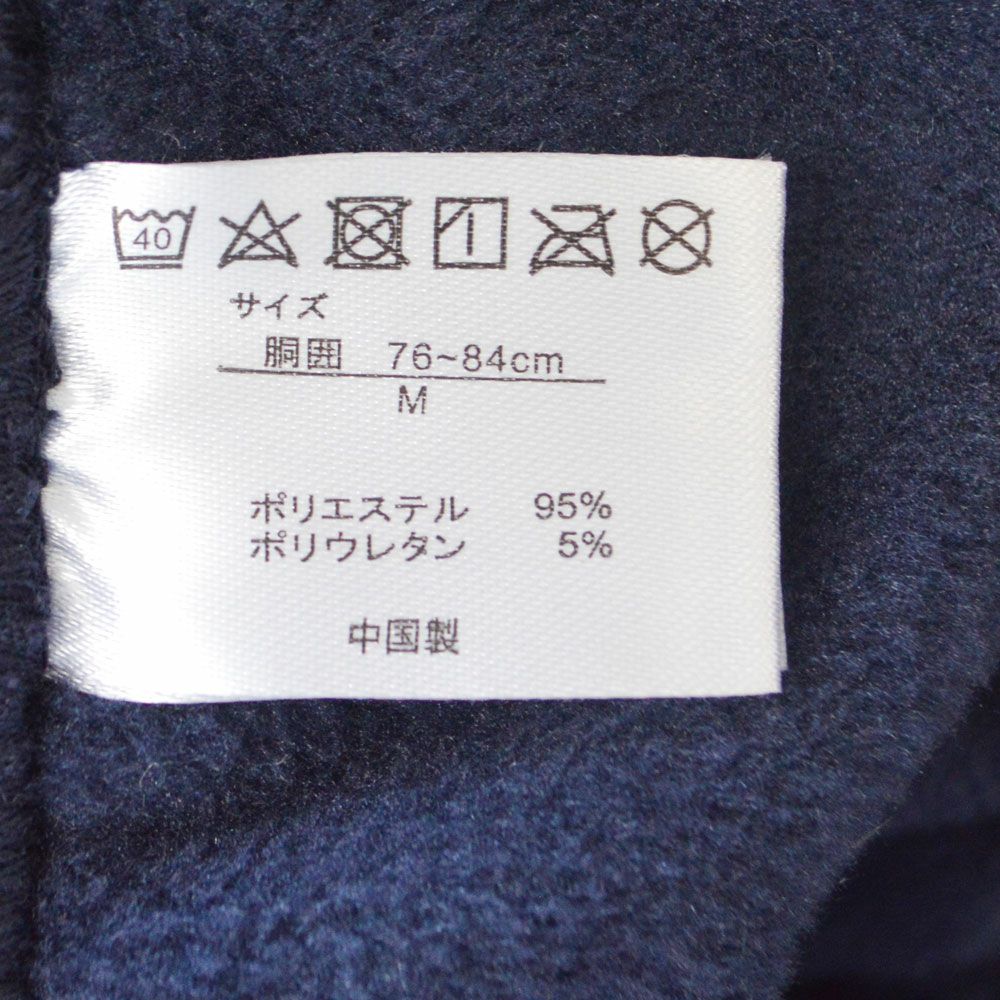 40
サイズ
胴囲 76~84cm
M
ポリエステル 95%
ポリウレタン 5%
中国製